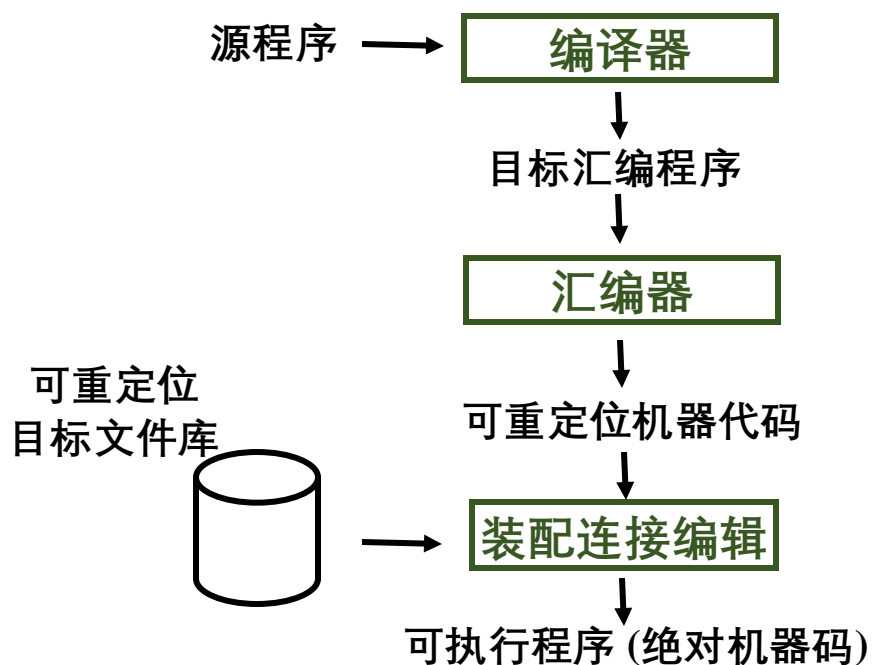 源程序
编译器
目标汇编程序
汇编器
可重定位
目标文件库
可重定位机器代码
装配连接编辑
可执行程序 (绝对机器码)